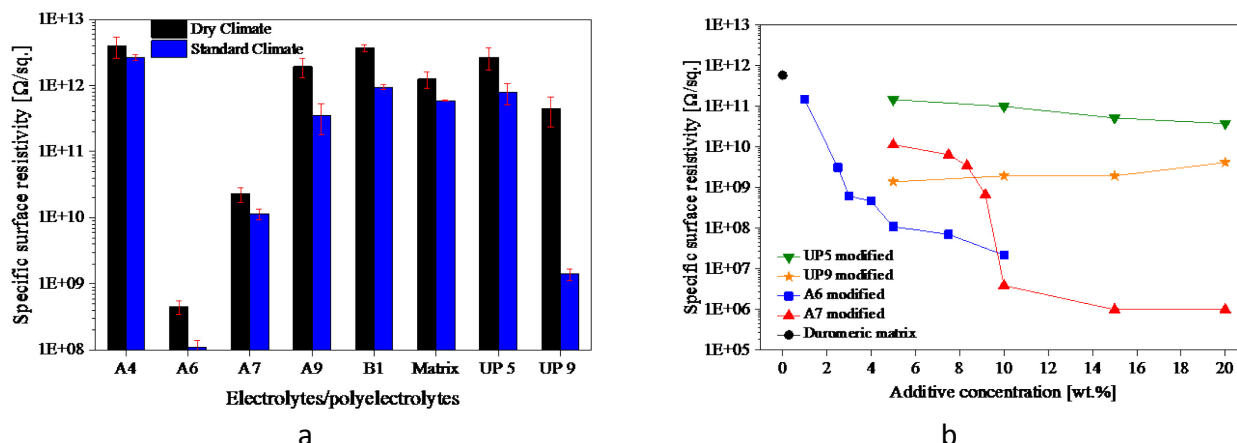 1E+13
1E+12
1E+11
1E+10
1E+09
1E+08
Specific surface resistivity [Ω/sq.]
Dry Climate
Standard Climate
A4 A6 A7 A9 B1 Matrix UP 5 UP 9
Electrolytes/polyelectrolytes
a
1E+13
1E+12
1E+11
1E+10
1E+09
1E+08
1E+07
1E+06
1E+05
Specific surface resistivity [Ω/sq.]
UP5 modified
UP9 modified
A6 modified
A7 modified
Duromeric matrix
0 2 4 6 8 10 12 14 16 18 20
Additive concentration [wt.%]
b